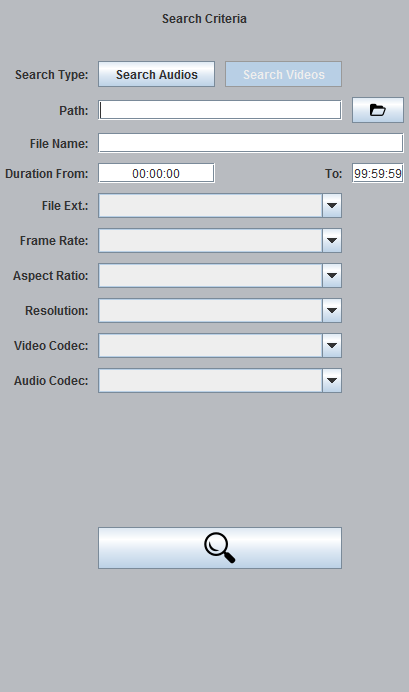 Search Criteria
Search Type: Search Audios Search Videos
Path:
File Name:
Duration From: 00:00:00 To: 99:59:59
File Ext.:
Frame Rate:
Aspect Ratio:
Resolution:
Video Codec:
Audio Codec: